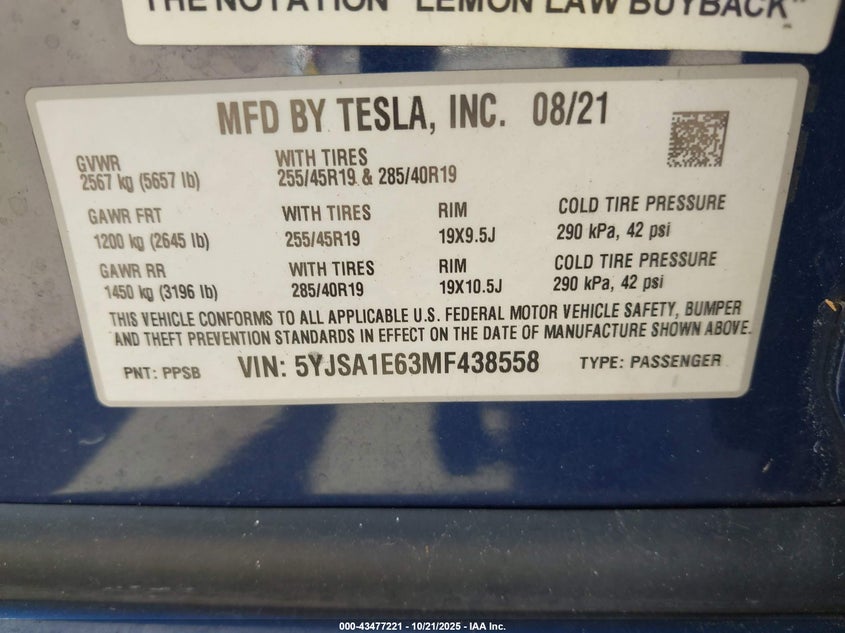 THE NOTATION "LEMON LAW BUYBACK"
MFD BY TESLA, INC. 08/21
GVWR
2567 kg (5657 lb)
WITH TIRES
255/45R19 & 285/40R19
GAWR FRT
1200 kg (2645 lb)
WITH TIRES
255/45R19
RIM
19X9.5J
COLD TIRE PRESSURE
290 kPa, 42 psi
GAWR RR
1450 kg (3196 lb)
WITH TIRES
285/40R19
RIM
19X10.5J
COLD TIRE PRESSURE
290 kPa, 42 psi
THIS VEHICLE CONFORMS TO ALL APPLICABLE U.S. FEDERAL MOTOR VEHICLE SAFETY, BUMPER
AND THEFT PREVENTION STANDARDS IN EFFECT ON THE DATE OF MANUFACTURE SHOWN ABOVE.
PNT: PPSB VIN: 5YJSA1E63MF438558 TYPE: PASSENGER
000-43477221 - 10/21/2025 - IAA Inc.